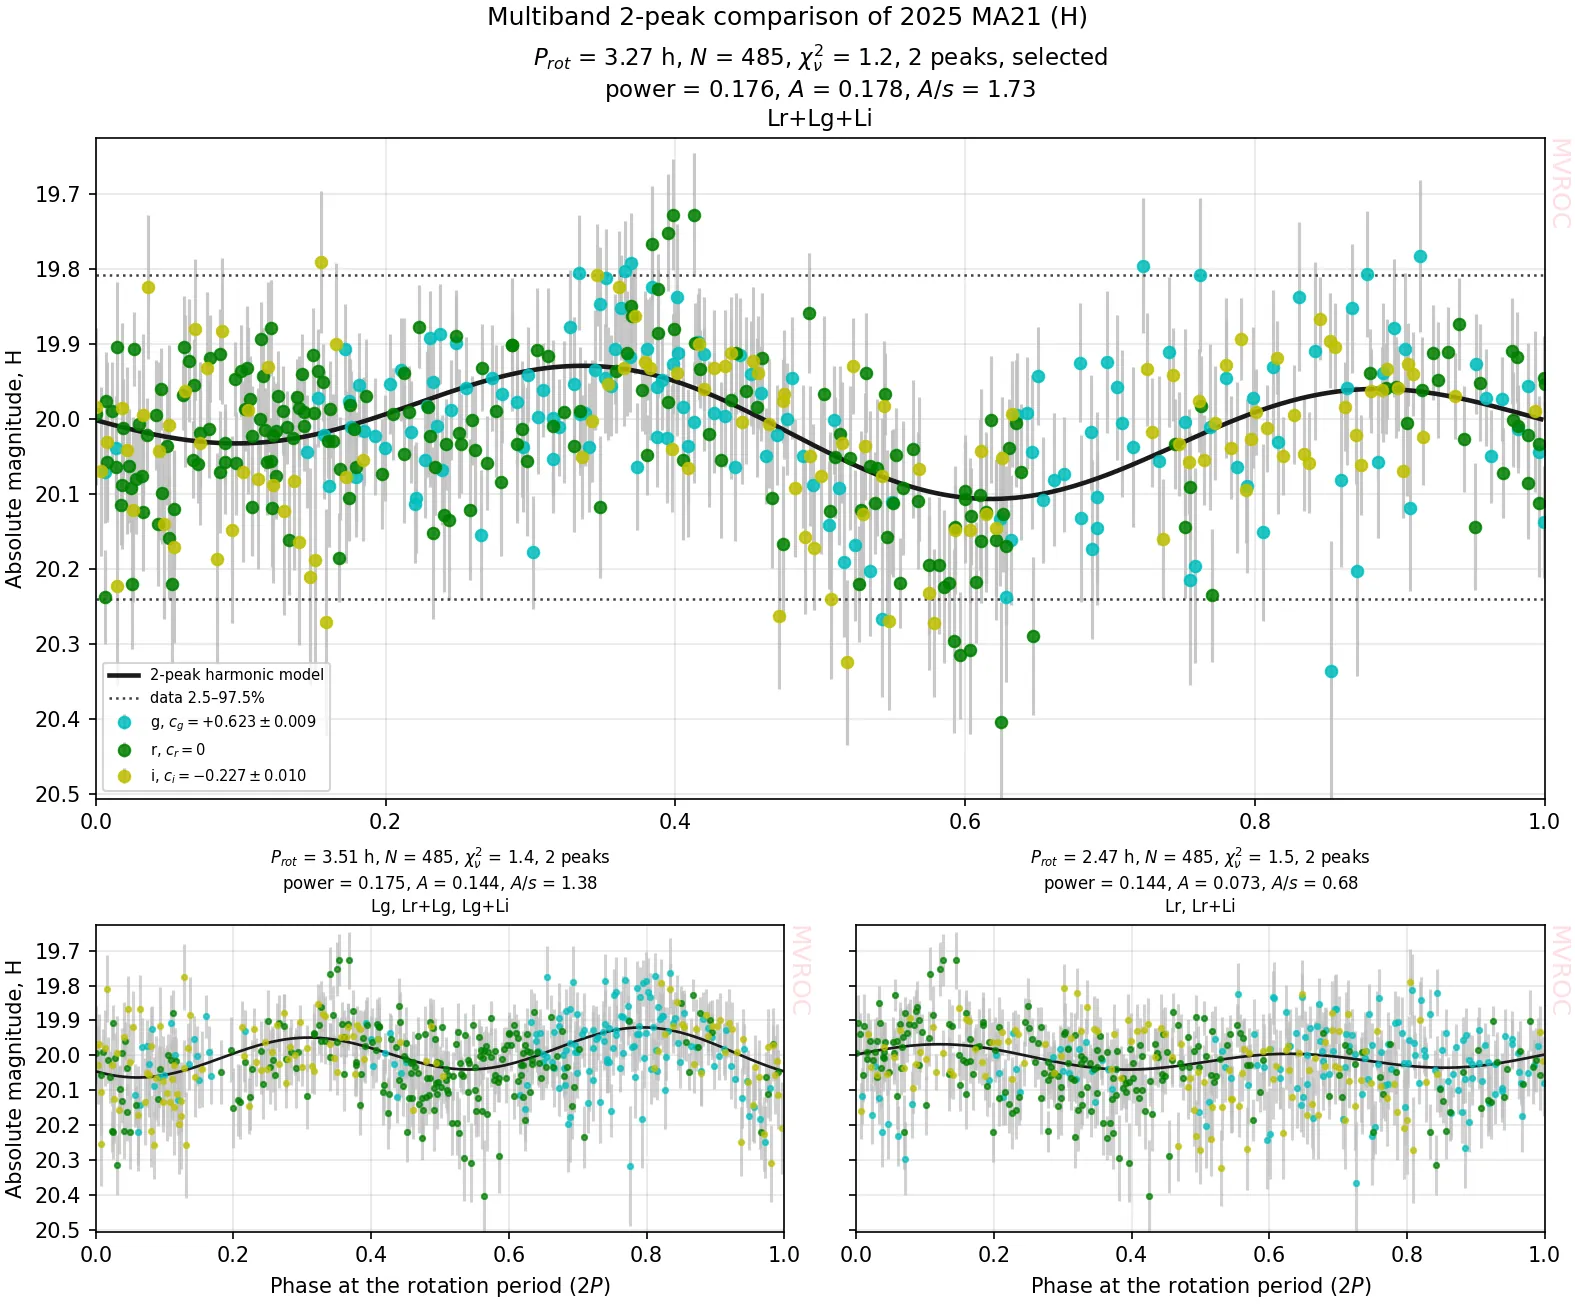 Multiband 2-peak comparison of 2025 MA21 (H)
P_rot = 3.27 h, N = 485, χ²_ν = 1.2, 2 peaks, selected
power = 0.176, A = 0.178, A/s = 1.73
Lr+Lg+Li
MVROC
Absolute magnitude, H
19.7
19.8
19.9
20.0
20.1
20.2
20.3
20.4
20.5
2-peak harmonic model
data 2.5–97.5%
g, c_g = +0.623 ± 0.009
r, c_r = 0
i, c_i = −0.227 ± 0.010
0.0 0.2 0.4 0.6 0.8 1.0
P_rot = 3.51 h, N = 485, χ²_ν = 1.4, 2 peaks
power = 0.175, A = 0.144, A/s = 1.38
Lg, Lr+Lg, Lg+Li
MVROC
Absolute magnitude, H
19.7
19.8
19.9
20.0
20.1
20.2
20.3
20.4
20.5
0.0 0.2 0.4 0.6 0.8 1.0
Phase at the rotation period (2P)
P_rot = 2.47 h, N = 485, χ²_ν = 1.5, 2 peaks
power = 0.144, A = 0.073, A/s = 0.68
Lr, Lr+Li
MVROC
0.0 0.2 0.4 0.6 0.8 1.0
Phase at the rotation period (2P)